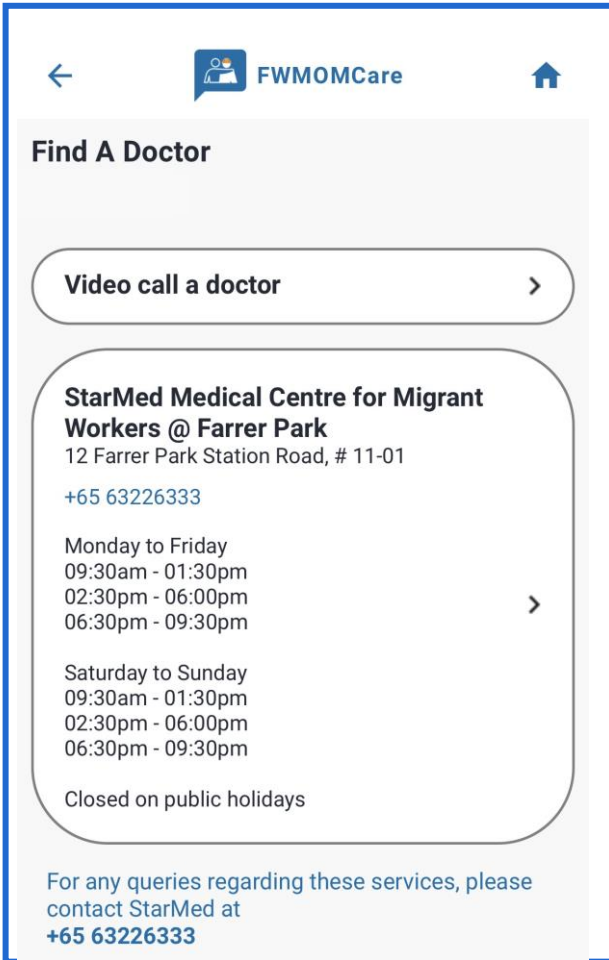 FWMOMCare
Find A Doctor
Video call a doctor
StarMed Medical Centre for Migrant
Workers @ Farrer Park
12 Farrer Park Station Road, # 11-01
+65 63226333
Monday to Friday
09:30am - 01:30pm
02:30pm - 06:00pm
06:30pm - 09:30pm
Saturday to Sunday
09:30am - 01:30pm
02:30pm - 06:00pm
06:30pm - 09:30pm
Closed on public holidays
For any queries regarding these services, please
contact StarMed at
+65 63226333